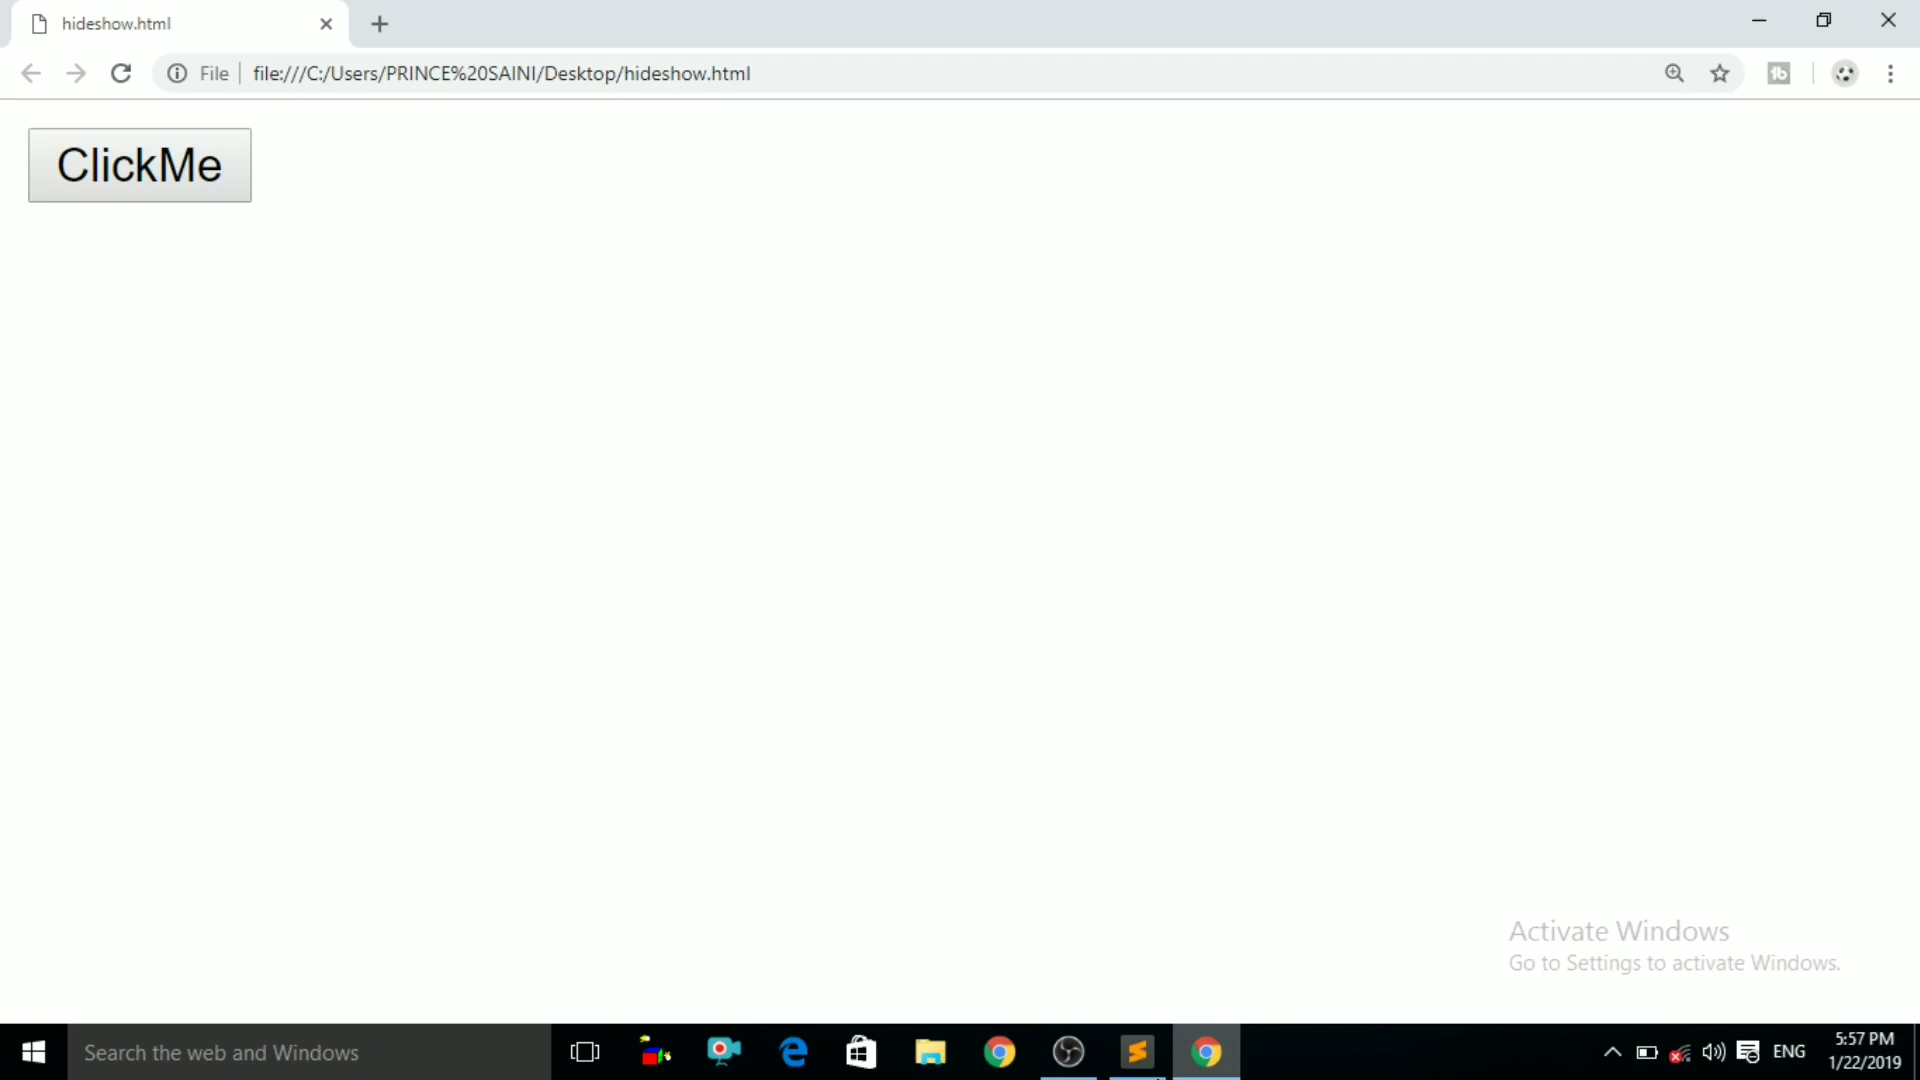 hideshow.html
File file:///C:/Users/PRINCE%20SAINI/Desktop/hideshow.html
ClickMe
Activate Windows
Go to Settings to activate Windows.
Search the web and Windows
ENG
5:57 PM
1/22/2019